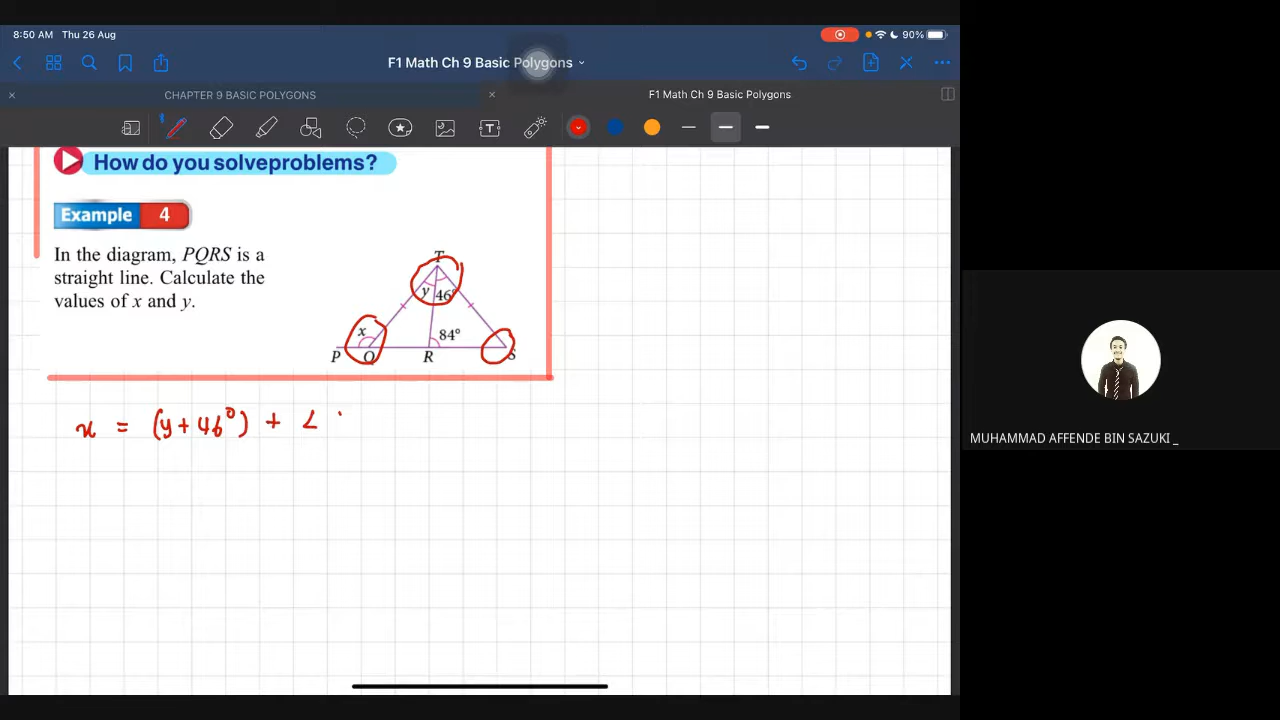 8:50 AM Thu 26 Aug 90%
F1 Math Ch 9 Basic Polygons
CHAPTER 9 BASIC POLYGONS
F1 Math Ch 9 Basic Polygons
How do you solveproblems?
Example 4
In the diagram, PQRS is a
straight line. Calculate the
values of x and y.
T
y 46°
x 84°
P Q R S
x = (y + 46°) + ∠
MUHAMMAD AFFENDE BIN SAZUKI _